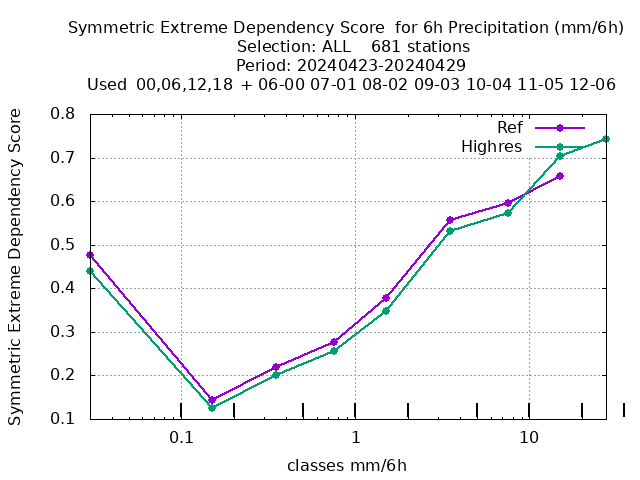 Symmetric Extreme Dependency Score  for 6h Precipitation (mm/6h)
Selection: ALL    681 stations
Period: 20240423-20240429
Used  00,06,12,18  + 06-00 07-01 08-02 09-03 10-04 11-05 12-06
Symmetric Extreme Dependency Score
0.8
0.7
0.6
0.5
0.4
0.3
0.2
0.1
Ref
Highres
0.1
1
10
classes mm/6h